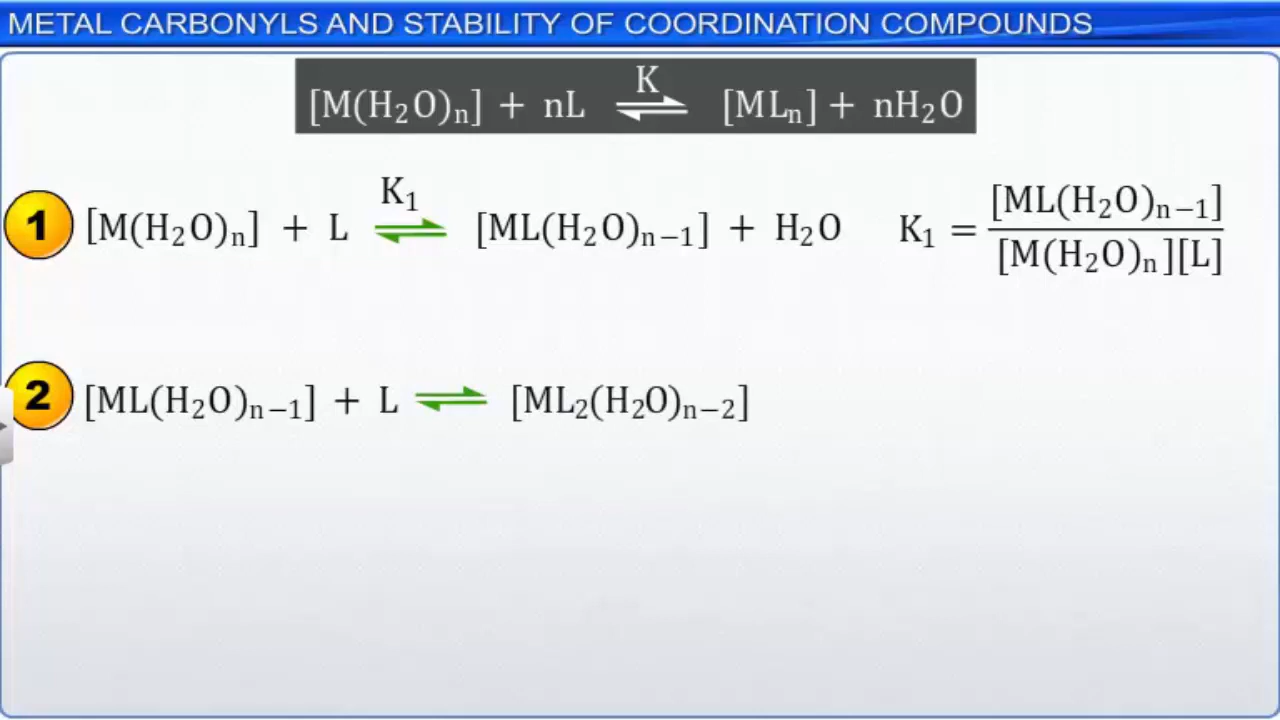 METAL CARBONYLS AND STABILITY OF COORDINATION COMPOUNDS
[M(H₂O)ₙ] + nL ⇌ᴷ [MLₙ] + nH₂O
1 [M(H₂O)ₙ] + L ⇌ᴷ₁ [ML(H₂O)ₙ₋₁] + H₂O K₁ = [ML(H₂O)ₙ₋₁] / [M(H₂O)ₙ][L]
2 [ML(H₂O)ₙ₋₁] + L ⇌ [ML₂(H₂O)ₙ₋₂]